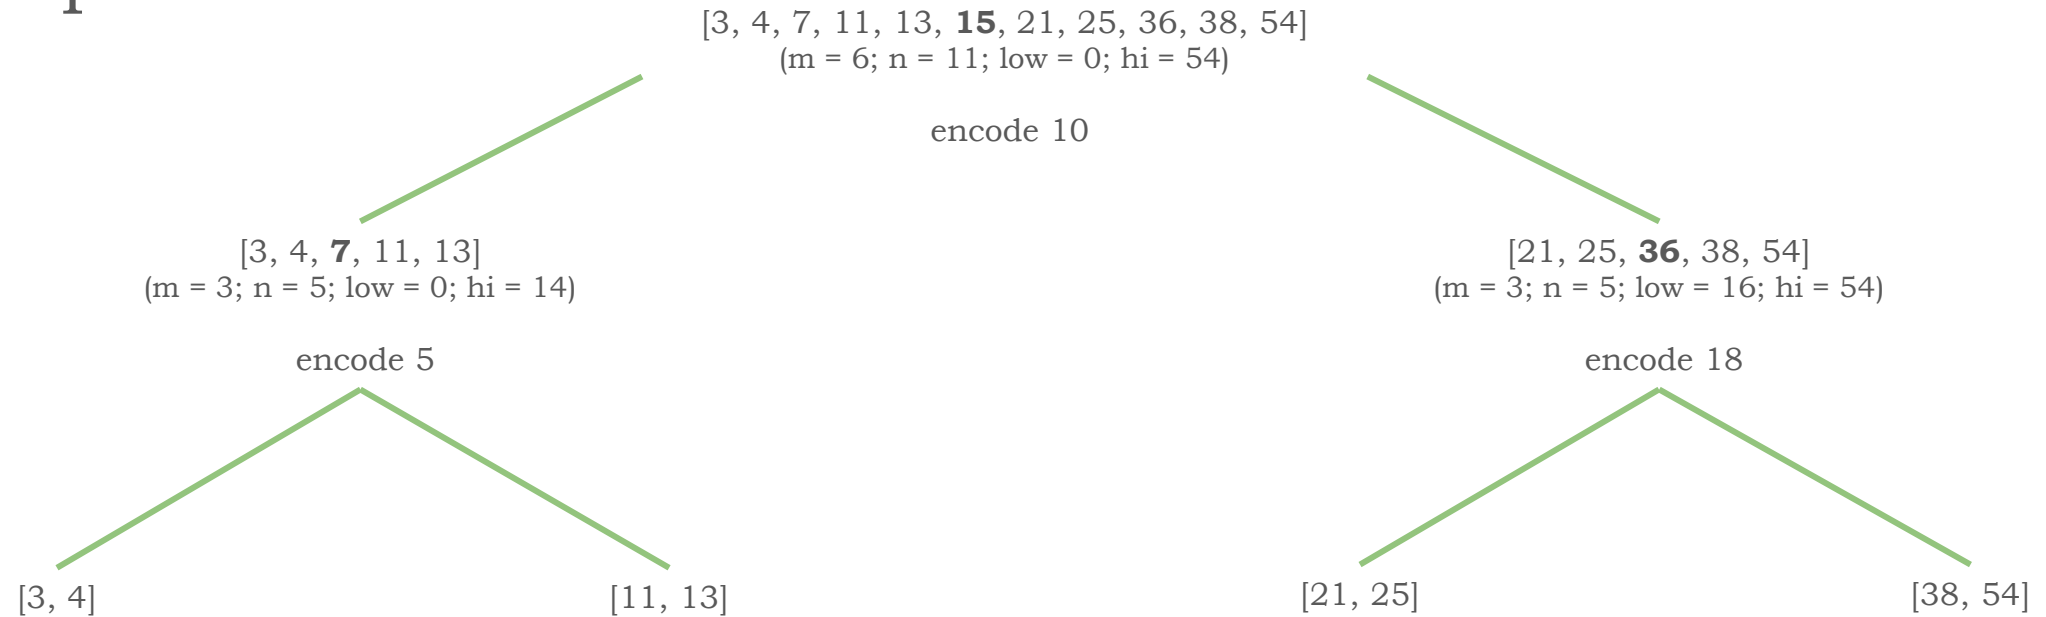 [3, 4, 7, 11, 13, 15, 21, 25, 36, 38, 54]
(m = 6; n = 11; low = 0; hi = 54)
encode 10
[3, 4, 7, 11, 13]
(m = 3; n = 5; low = 0; hi = 14)
encode 5
[21, 25, 36, 38, 54]
(m = 3; n = 5; low = 16; hi = 54)
encode 18
[3, 4]
[11, 13]
[21, 25]
[38, 54]